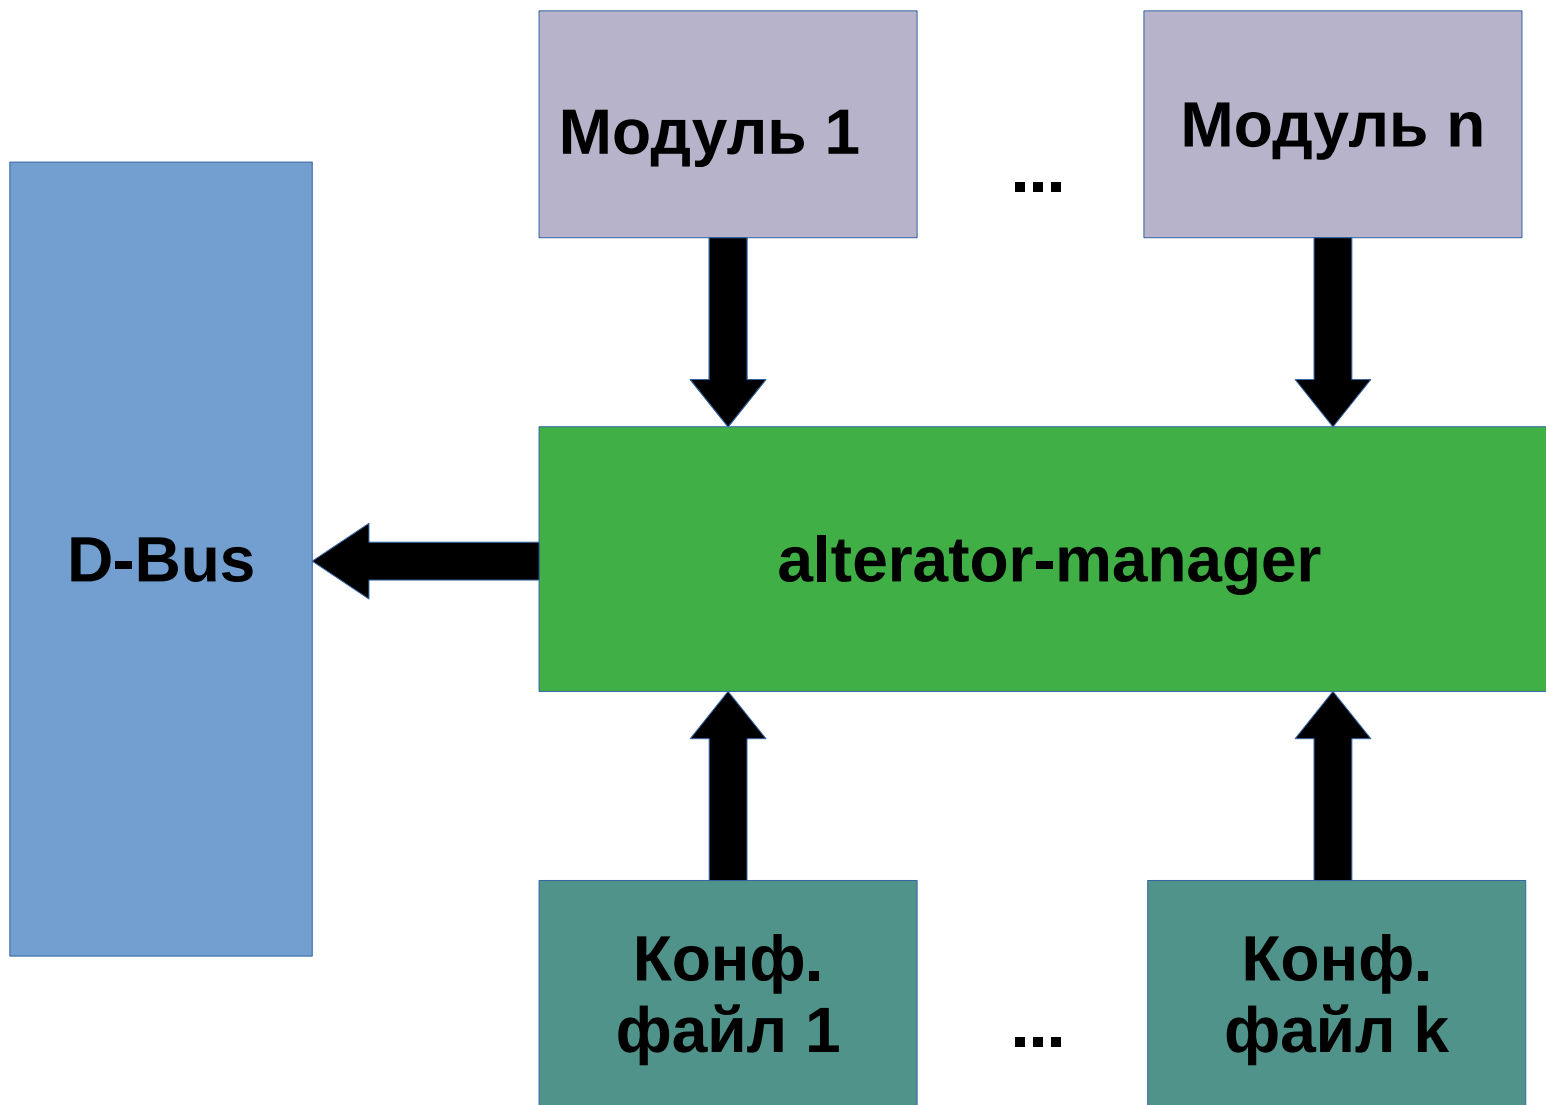 Модуль 1
Модуль n
...
D-Bus
alterator-manager
Конф.
файл 1
...
Конф.
файл k